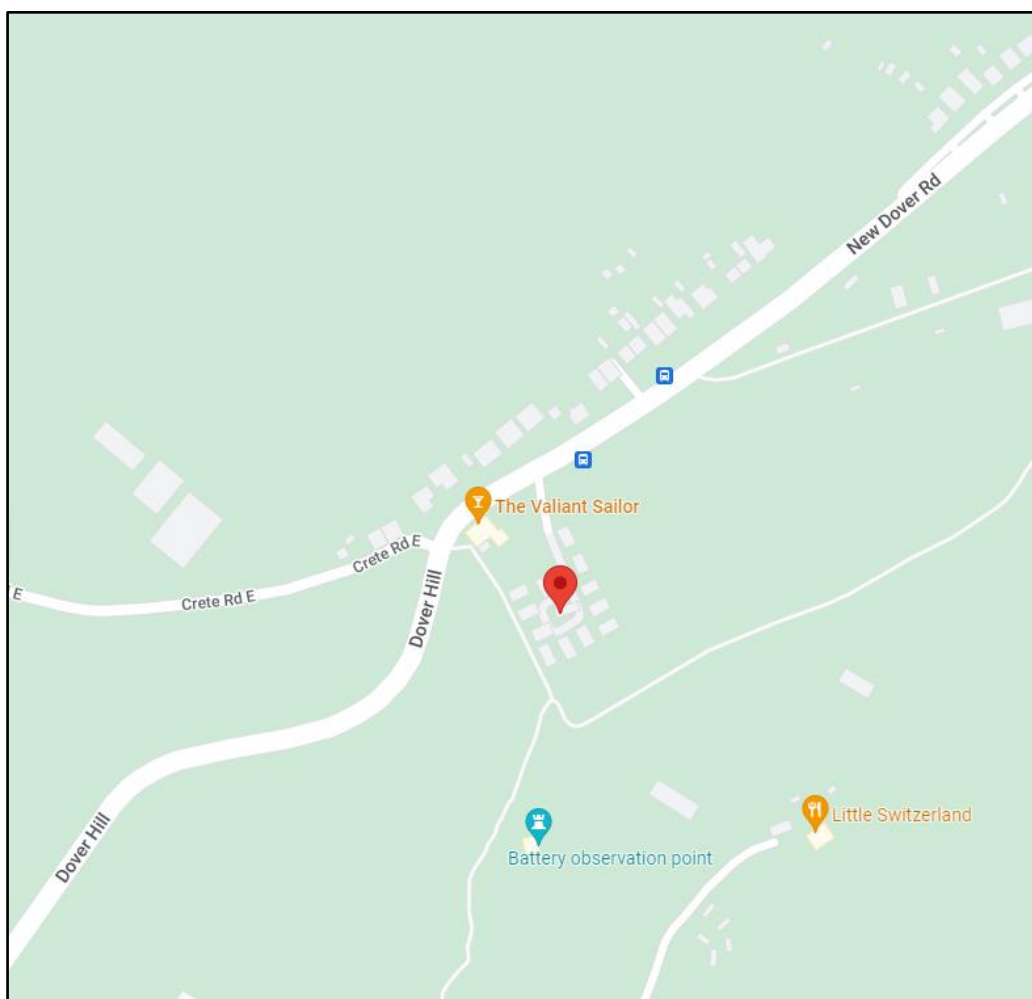 New Dover Rd
The Valiant Sailor
Crete Rd E
E
Crete Rd E
Dover Hill
Little Switzerland
Dover Hill
Battery observation point